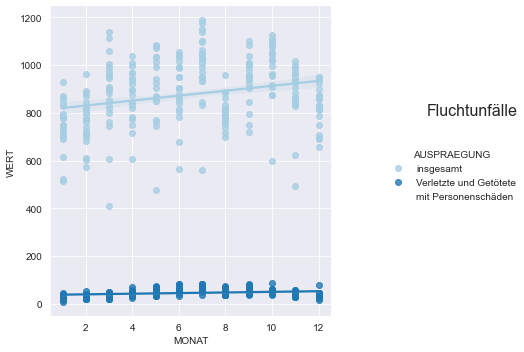 1200
1000
800
600
400
200
0
WERT
2
4
6
8
10
12
MONAT
Fluchtunfälle
AUSPRAEGUNG
insgesamt
Verletzte und Getötete
mit Personenschäden